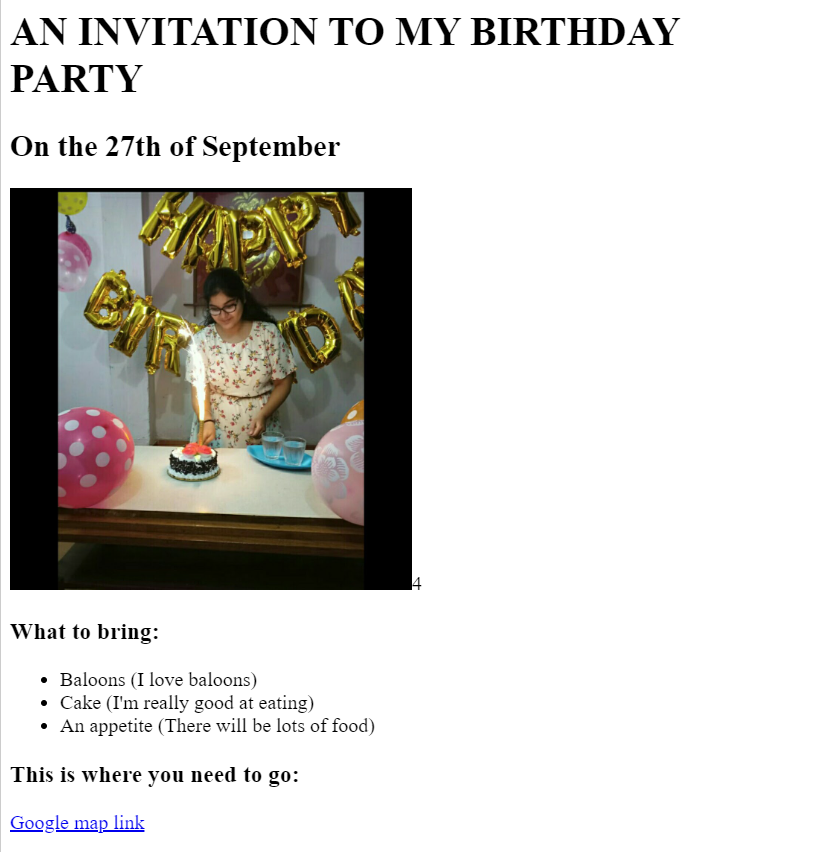 AN INVITATION TO MY BIRTHDAY
PARTY
On the 27th of September
HAPPY
BIR DA
4
What to bring:
Baloons (I love baloons)
Cake (I'm really good at eating)
An appetite (There will be lots of food)
This is where you need to go:
Google map link